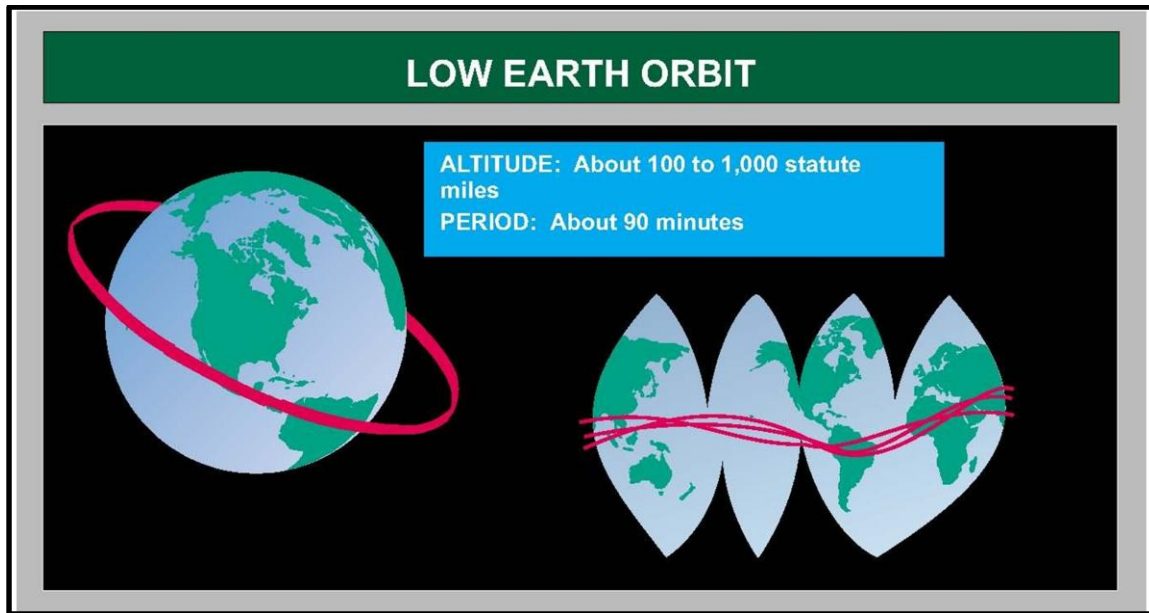 LOW EARTH ORBIT
ALTITUDE: About 100 to 1,000 statute
miles
PERIOD: About 90 minutes